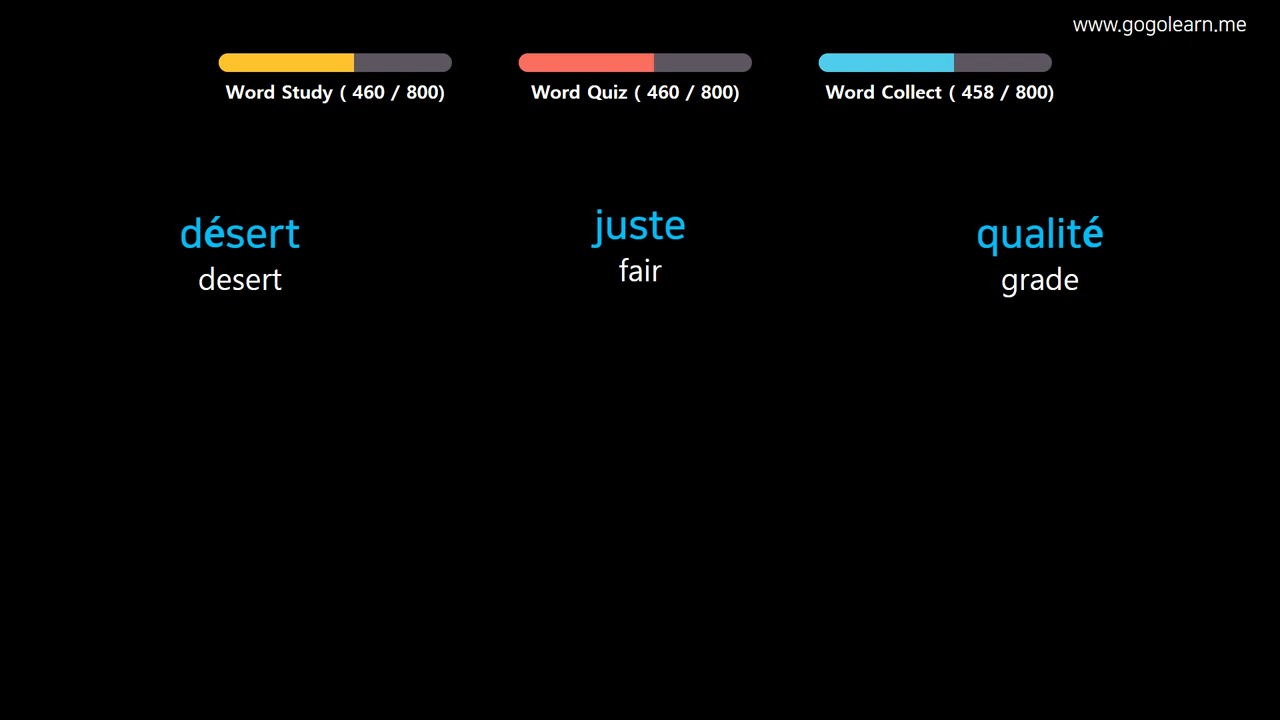 www.gogolearn.me
Word Study ( 460 / 800)
Word Quiz ( 460 / 800)
Word Collect ( 458 / 800)
désert
desert
juste
fair
qualité
grade